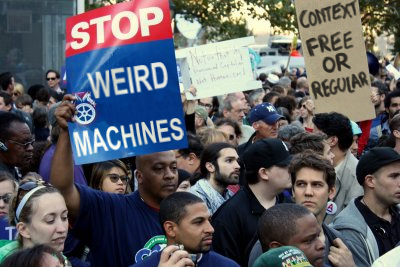 STOP
WEIRD
MACHINES
CONTEXT
FREE OR
REGULAR